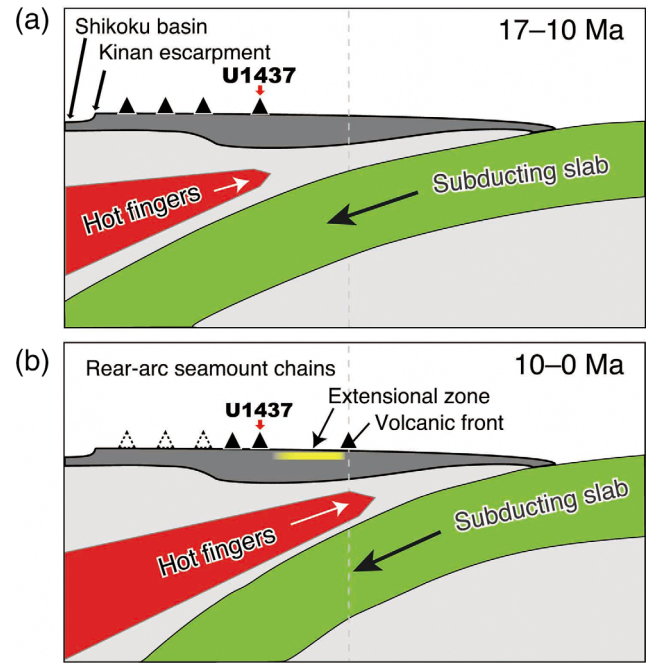 (a)
17–10 Ma
Shikoku basin
Kinan escarpment
U1437
Subducting slab
Hot fingers
(b)
10–0 Ma
Rear-arc seamount chains
Extensional zone
U1437
Volcanic front
Subducting slab
Hot fingers